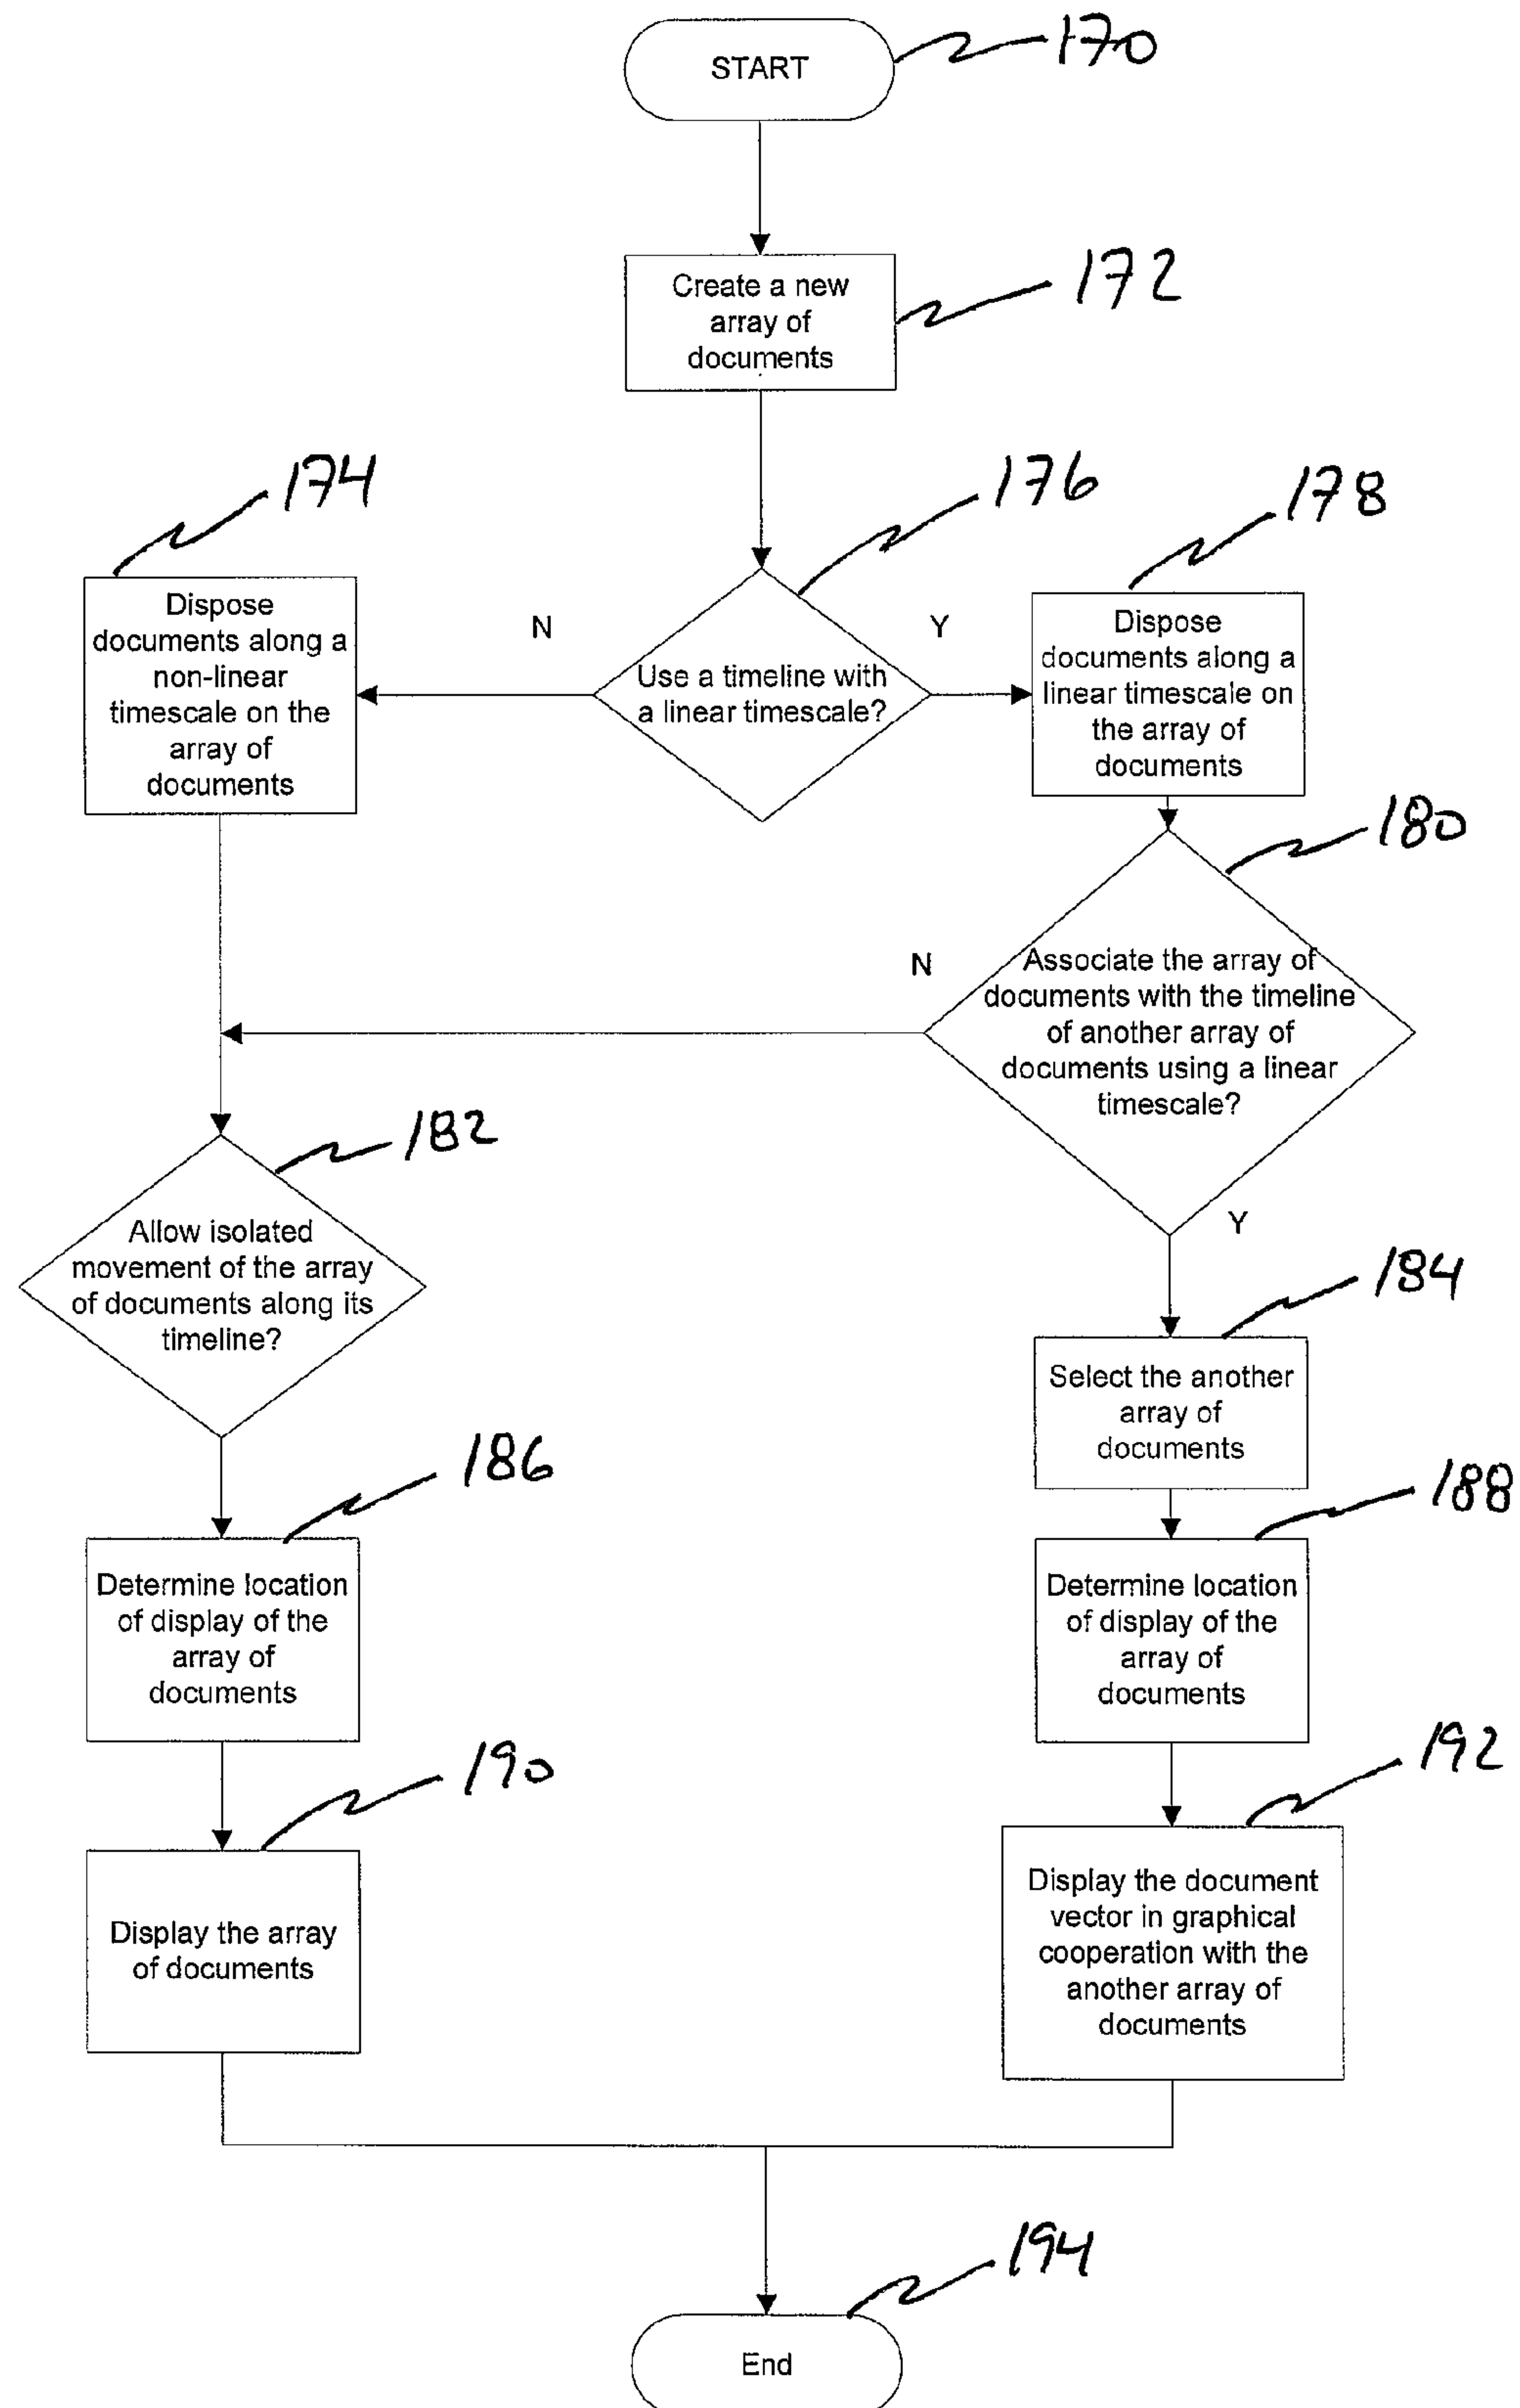 START
170
Create a new
array of
documents
172
174
176
178
Dispose
documents along a
non-linear
timescale on the
array of
documents
N
Use a timeline with
a linear timescale?
Y
Dispose
documents along a
linear timescale on
the array of
documents
180
N
Associate the array of
documents with the timeline
of another array of
documents using a linear
timescale?
Y
182
Allow isolated
movement of the array
of documents along its
timeline?
184
Select the another
array of
documents
186
188
Determine location
of display of the
array of
documents
Determine location
of display of the
array of
documents
190
192
Display the array
of documents
Display the document
vector in graphical
cooperation with the
another array of
documents
194
End